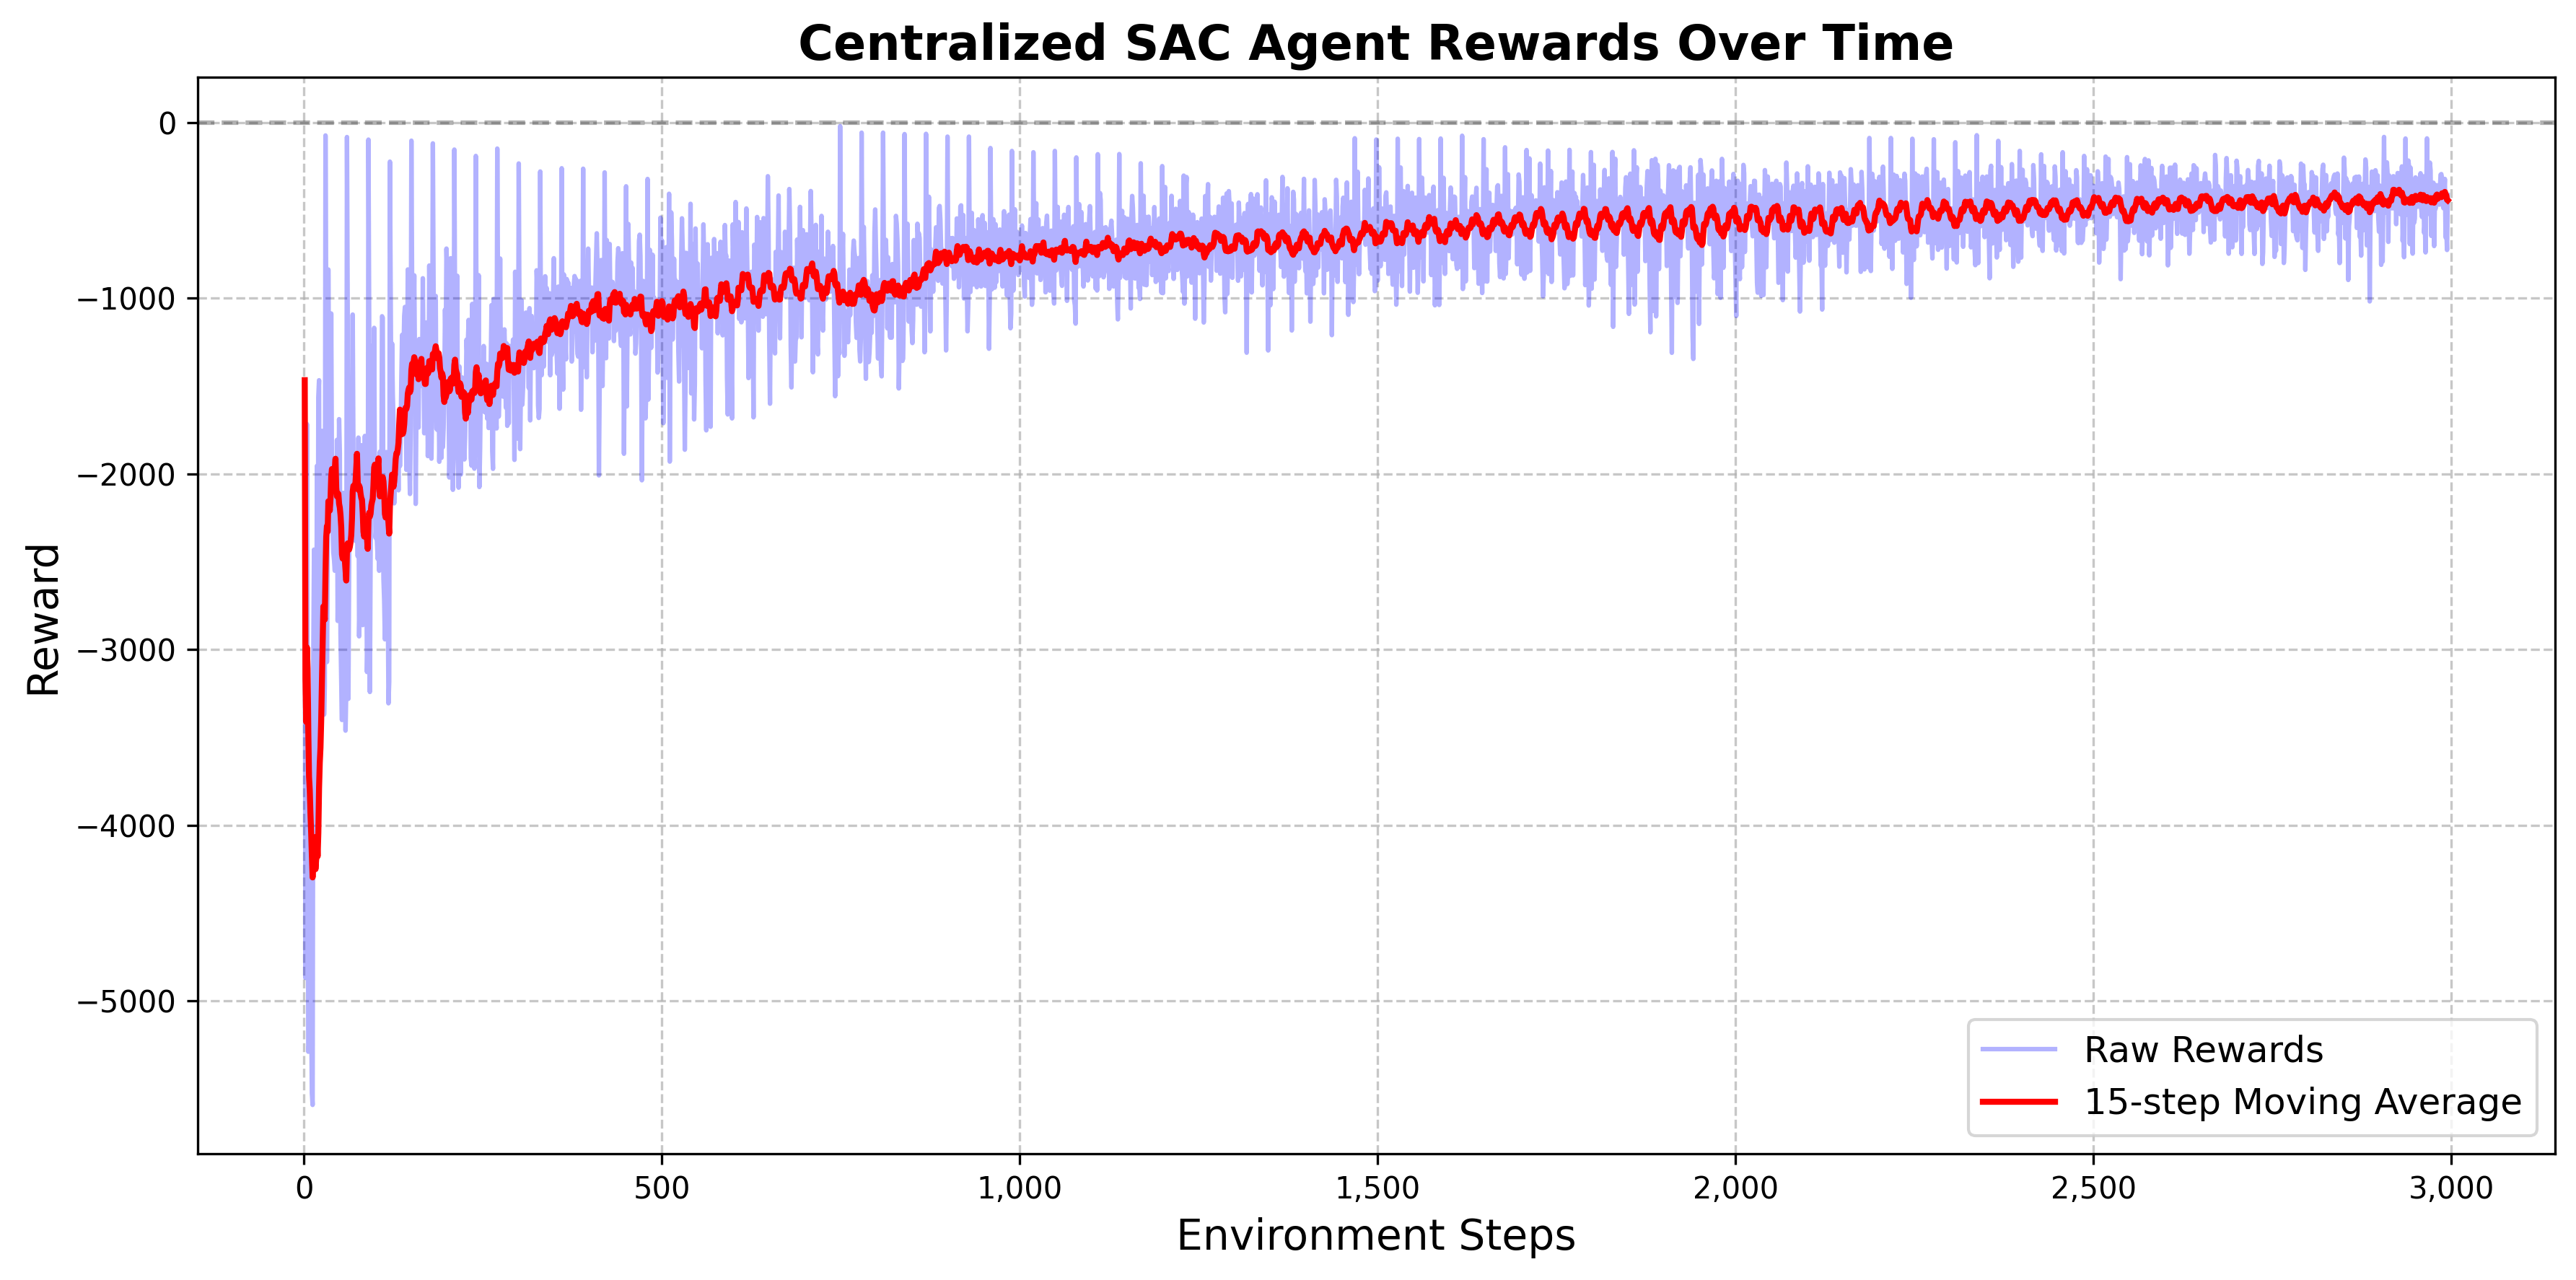 Centralized SAC Agent Rewards Over Time
Reward
0
−1000
−2000
−3000
−4000
−5000
0
500
1,000
1,500
2,000
2,500
3,000
Environment Steps
Raw Rewards
15-step Moving Average